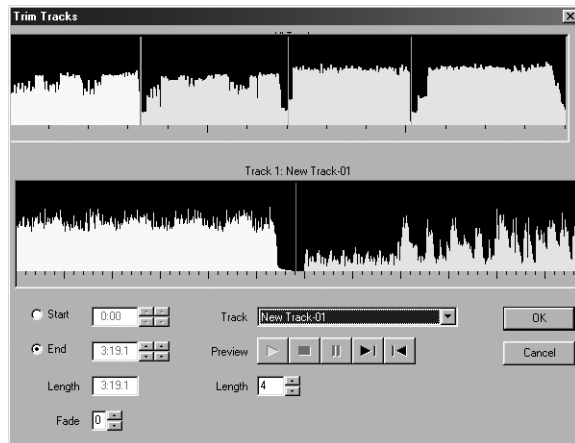 Trim Tracks
Track 1: New Track-01
Start 0:00 Track New Track-01 OK
End 3:19.1 Preview Cancel
Length 3:19.1 Length 4
Fade 0